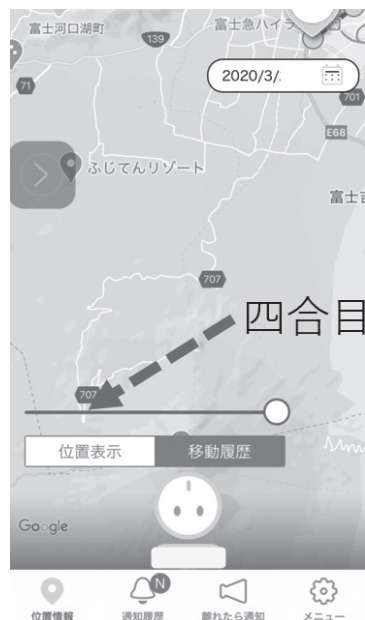 富士河口湖町
139
富士急ハイラ
71
2020/3/
701
E68
ふじてんリゾート
富士吉
707
四合目
707
位置表示 移動履歴
Google
N
位置情報 通知履歴 離れたら通知 メニュー